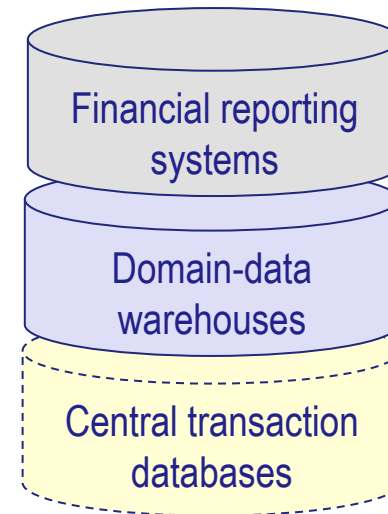 Financial reporting
systems
Domain-data
warehouses
Central transaction
databases